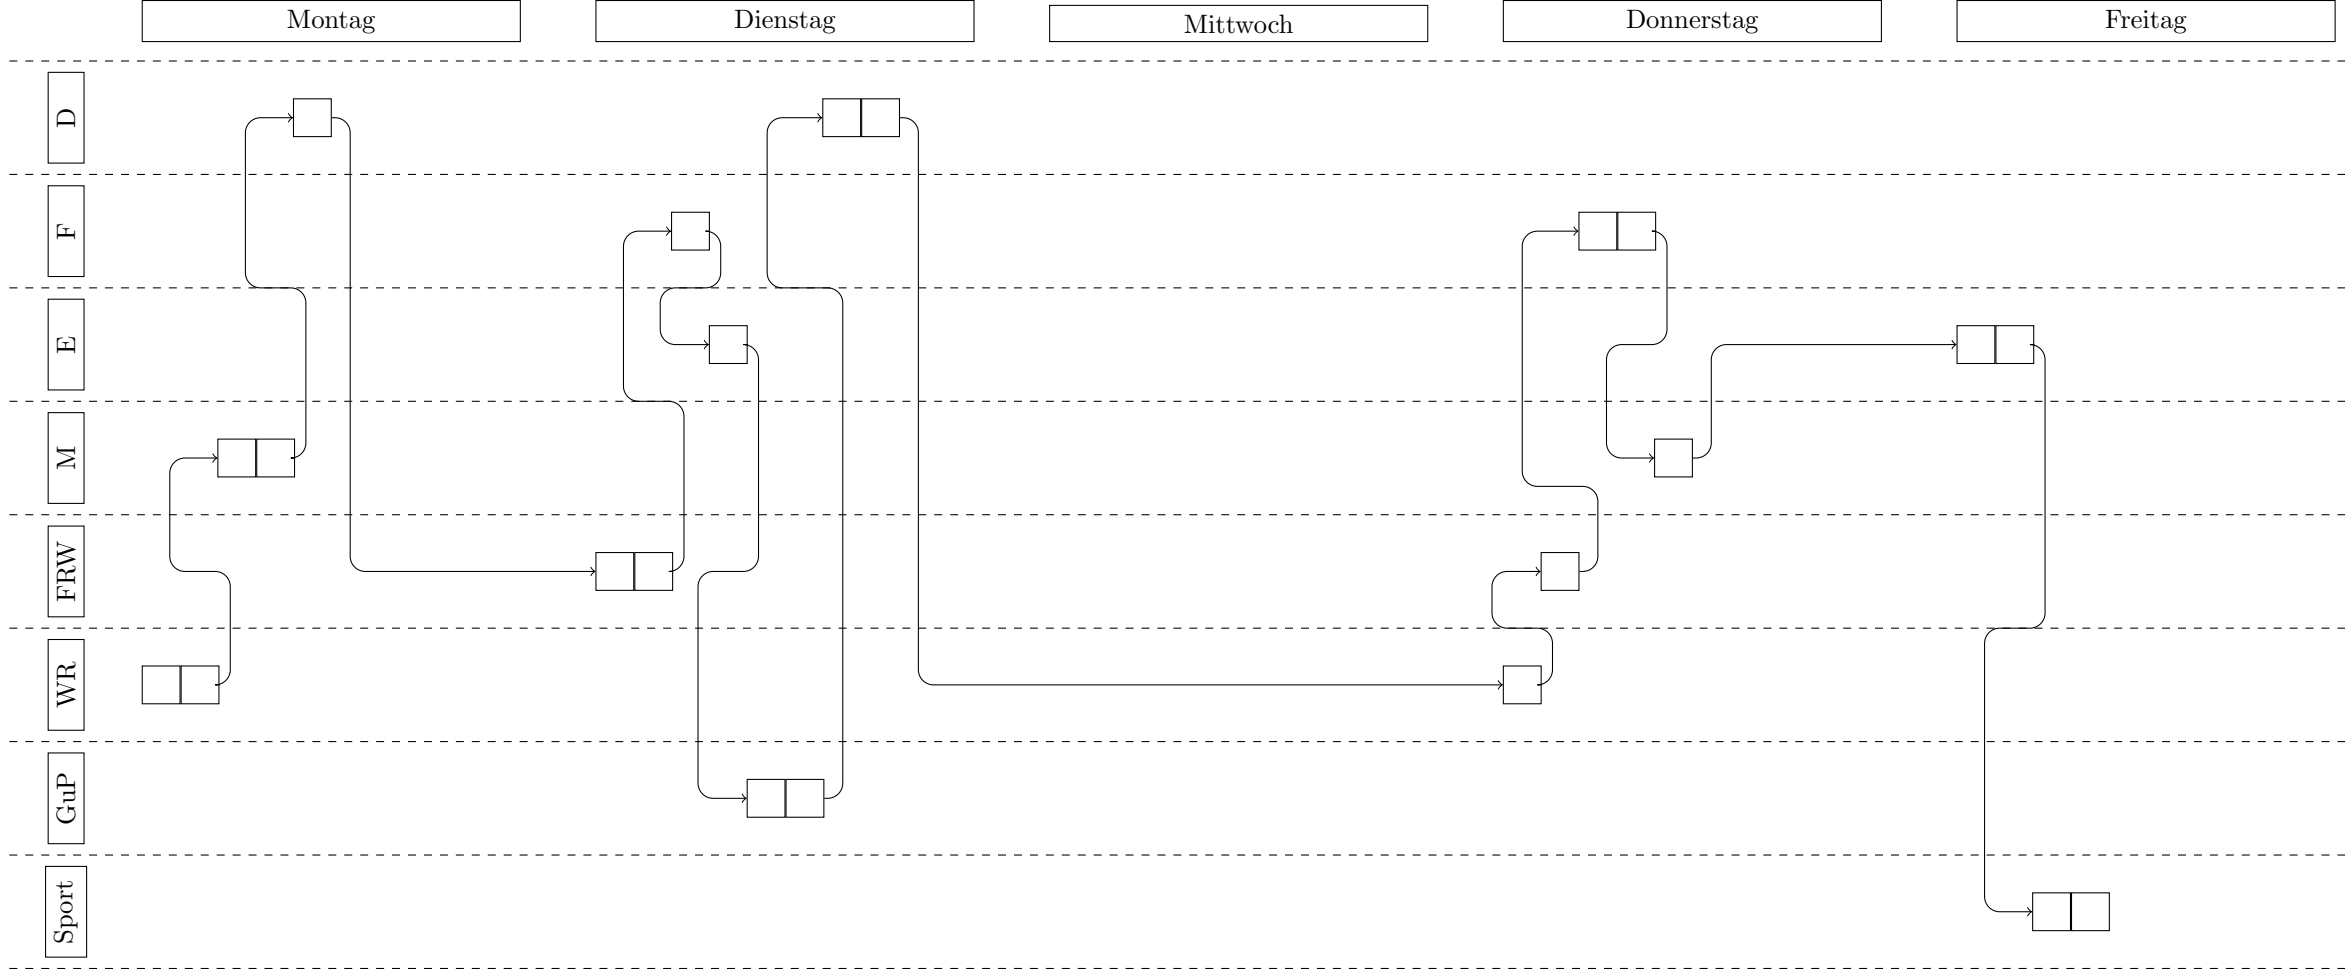 Montag
Dienstag
Mittwoch
Donnerstag
Freitag
D
F
E
M
FRW
WR
GuP
Sport